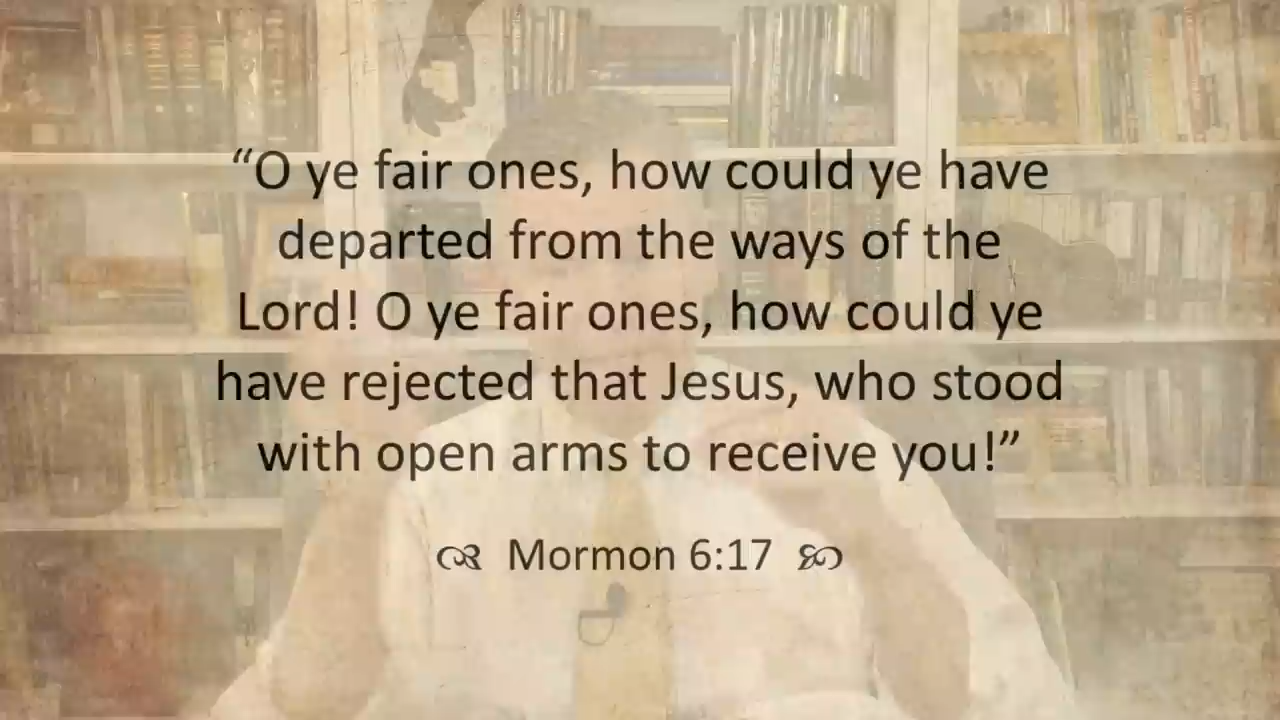 “O ye fair ones, how could ye have
departed from the ways of the
Lord! O ye fair ones, how could ye
have rejected that Jesus, who stood
with open arms to receive you!”
Mormon 6:17